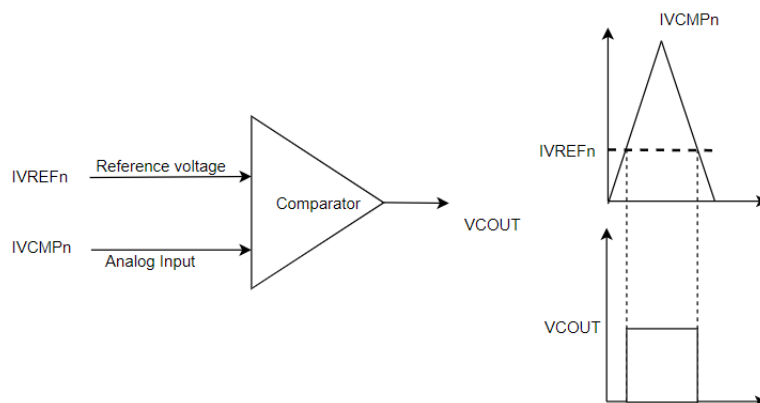 IVREFn
Reference voltage
IVCMPn
Analog Input
Comparator
VCOUT
IVCMPn
IVREFn
VCOUT